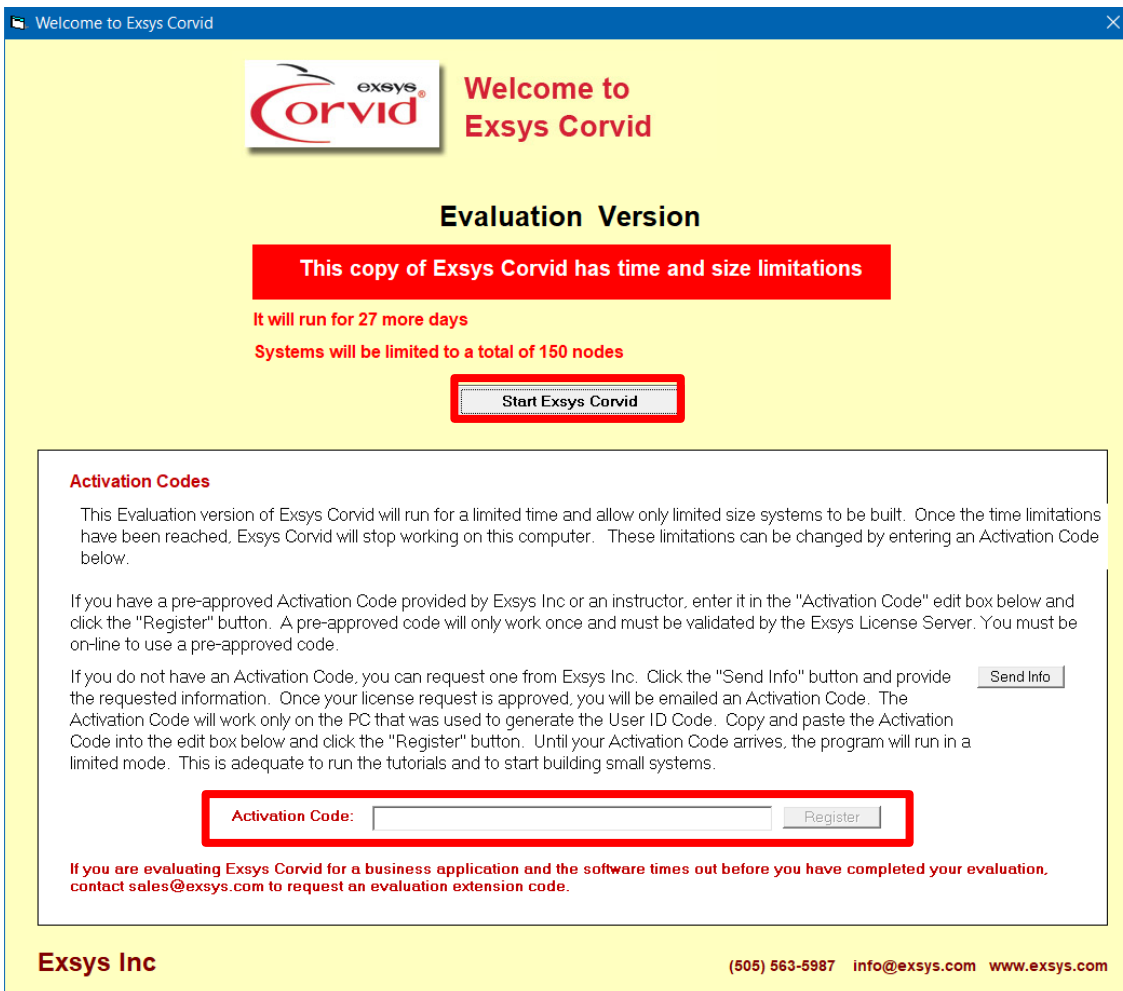 Welcome to Exsys Corvid
exsys
Corvid®
Welcome to
Exsys Corvid
Evaluation Version
This copy of Exsys Corvid has time and size limitations
It will run for 27 more days
Systems will be limited to a total of 150 nodes
Start Exsys Corvid
Activation Codes
This Evaluation version of Exsys Corvid will run for a limited time and allow only limited size systems to be built. Once the time limitations
have been reached, Exsys Corvid will stop working on this computer. These limitations can be changed by entering an Activation Code
below.
If you have a pre-approved Activation Code provided by Exsys Inc or an instructor, enter it in the "Activation Code" edit box below and
click the "Register" button. A pre-approved code will only work once and must be validated by the Exsys License Server. You must be
on-line to use a pre-approved code.
If you do not have an Activation Code, you can request one from Exsys Inc. Click the "Send Info" button and provide
the requested information. Once your license request is approved, you will be emailed an Activation Code. The
Activation Code will work only on the PC that was used to generate the User ID Code. Copy and paste the Activation
Code into the edit box below and click the "Register" button. Until your Activation Code arrives, the program will run in a
limited mode. This is adequate to run the tutorials and to start building small systems.
Send Info
Activation Code:
Register
If you are evaluating Exsys Corvid for a business application and the software times out before you have completed your evaluation,
contact sales@exsys.com to request an evaluation extension code.
Exsys Inc
(505) 563-5987 info@exsys.com www.exsys.com